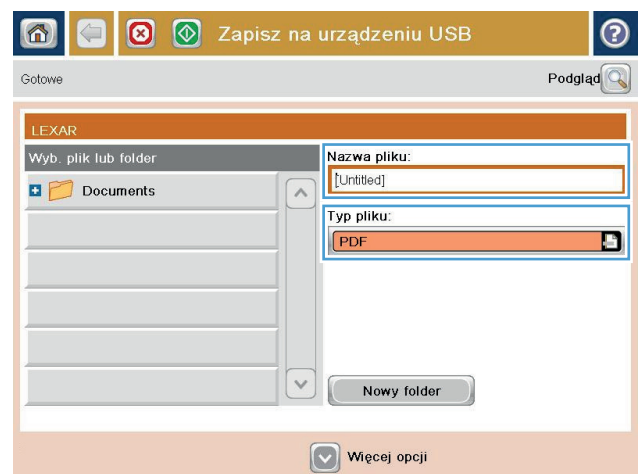 Zapisz na urządzeniu USB
Gotowe
Podgląd
LEXAR
Wyb. plik lub folder
Documents
Nazwa pliku:
[Untitled]
Typ pliku:
PDF
Nowy folder
Więcej opcji